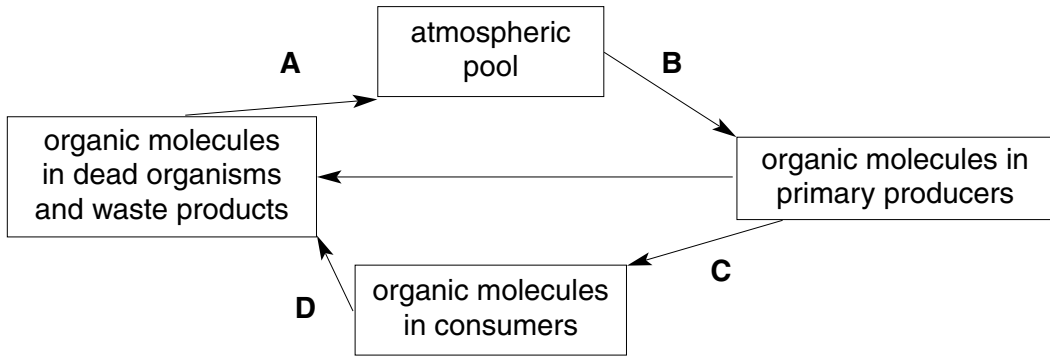 atmospheric
pool
A
B
organic molecules
in dead organisms
and waste products
organic molecules in
primary producers
C
organic molecules
in consumers
D